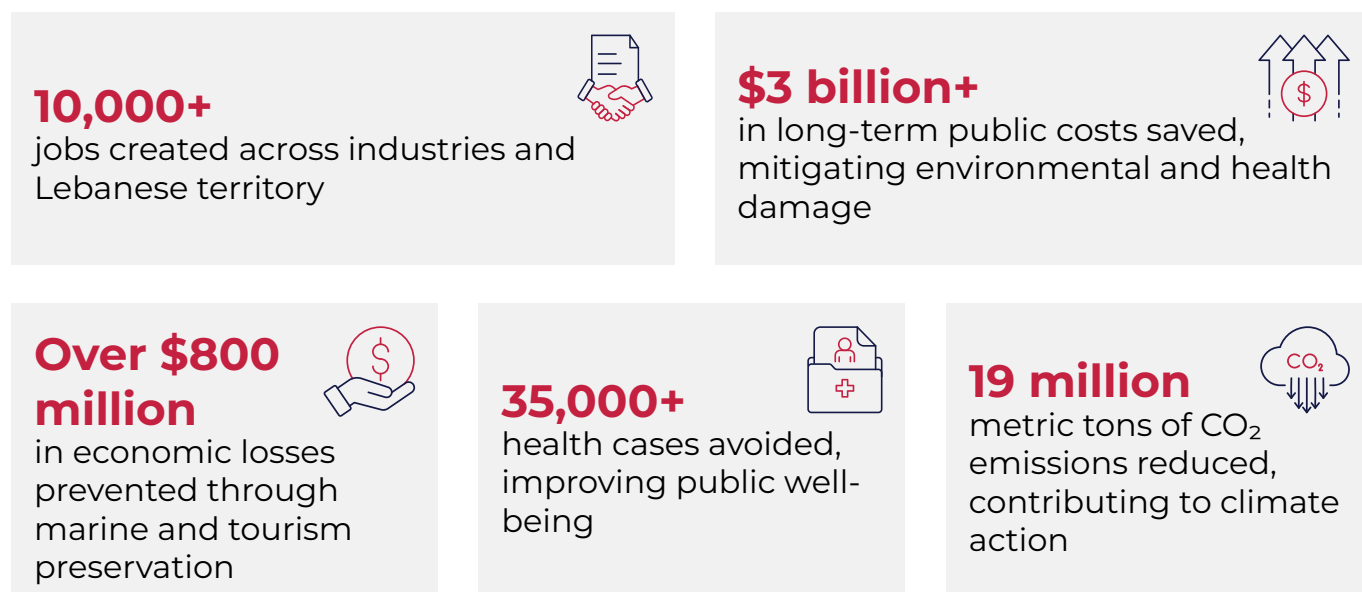 10,000+
jobs created across industries and
Lebanese territory
$3 billion+
in long-term public costs saved,
mitigating environmental and health
damage
$
Over $800
million
in economic losses
prevented through
marine and tourism
preservation
$
35,000+
health cases avoided,
improving public well-
being
19 million
metric tons of CO₂
emissions reduced,
contributing to climate
action
CO₂